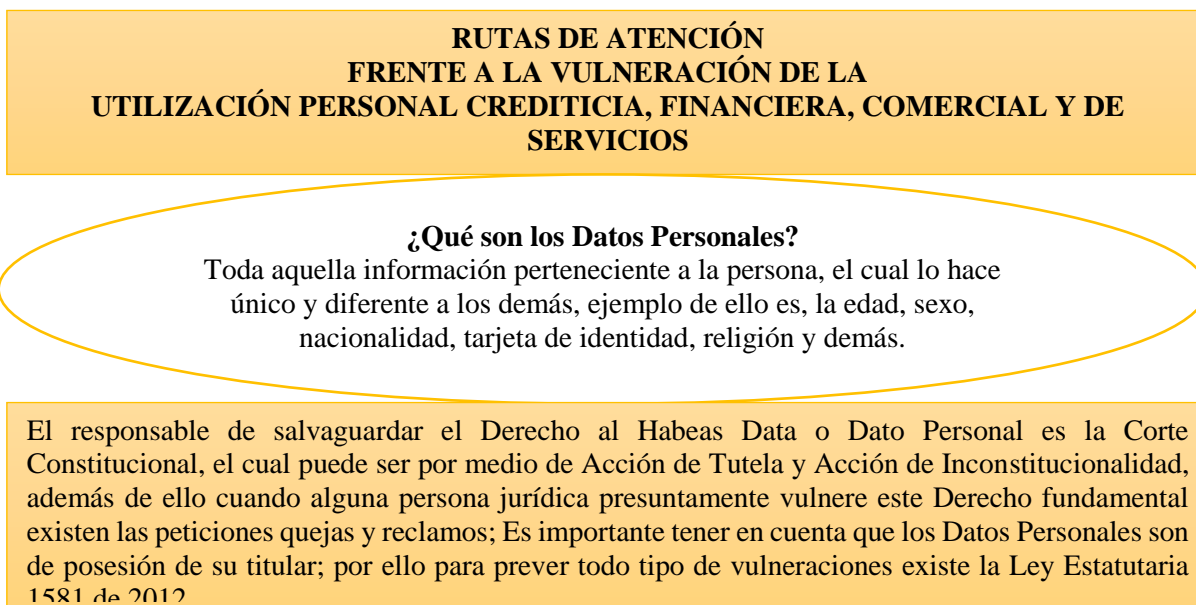 RUTAS DE ATENCIÓN
FRENTE A LA VULNERACIÓN DE LA
UTILIZACIÓN PERSONAL CREDITICIA, FINANCIERA, COMERCIAL Y DE
SERVICIOS
¿Qué son los Datos Personales?
Toda aquella información perteneciente a la persona, el cual lo hace
único y diferente a los demás, ejemplo de ello es, la edad, sexo,
nacionalidad, tarjeta de identidad, religión y demás.
El responsable de salvaguardar el Derecho al Habeas Data o Dato Personal es la Corte
Constitucional, el cual puede ser por medio de Acción de Tutela y Acción de Inconstitucionalidad,
además de ello cuando alguna persona jurídica presuntamente vulnere este Derecho fundamental
existen las peticiones quejas y reclamos; Es importante tener en cuenta que los Datos Personales son
de posesión de su titular; por ello para prever todo tipo de vulneraciones existe la Ley Estatutaria
1581 de 2012